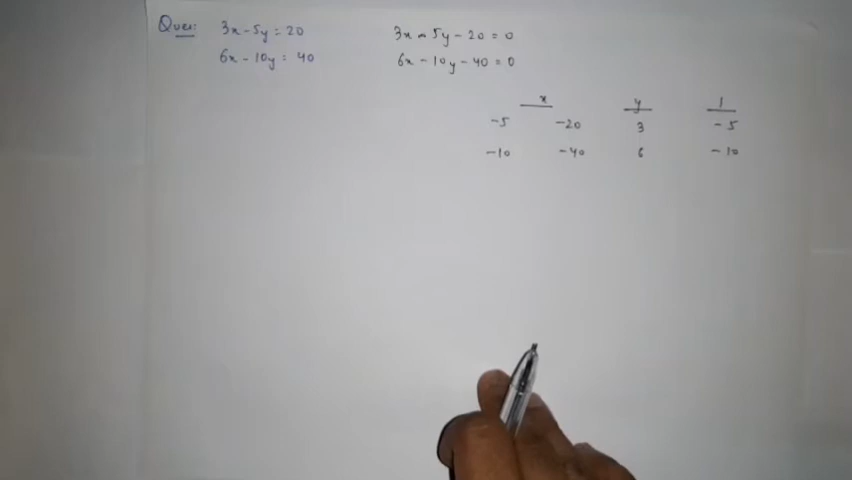 Ques: 3x - 5y = 20 3x - 5y - 20 = 0
6x - 10y = 40 6x - 10y - 40 = 0
x y 1
-5 -20 3 -5
-10 -40 6 -10